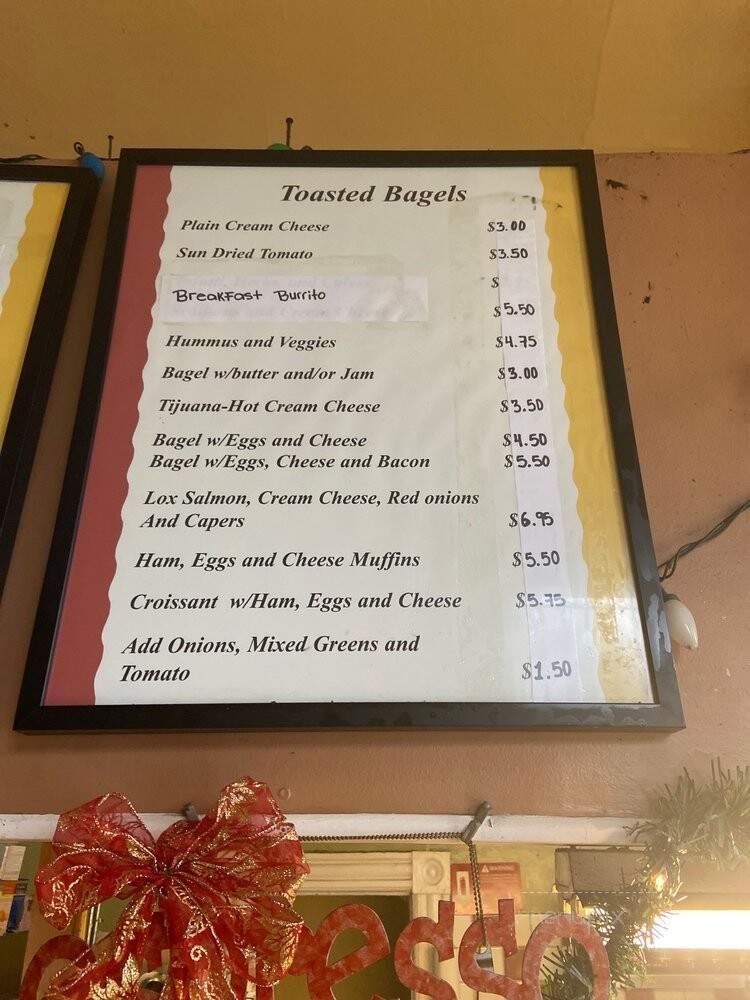 Toasted Bagels
Plain Cream Cheese $3.00
Sun Dried Tomato $3.50
$
Breakfast Burrito $5.50
Hummus and Veggies $4.75
Bagel w/butter and/or Jam $3.00
Tijuana-Hot Cream Cheese $3.50
Bagel w/Eggs and Cheese $4.50
Bagel w/Eggs, Cheese and Bacon $5.50
Lox Salmon, Cream Cheese, Red onions
And Capers $6.95
Ham, Eggs and Cheese Muffins $5.50
Croissant w/Ham, Eggs and Cheese $5.75
Add Onions, Mixed Greens and
Tomato $1.50
esso